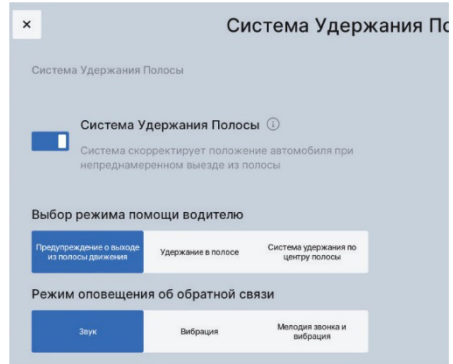 ×
Система Удержания По
Система Удержания Полосы
Система Удержания Полосы ⓘ
Система скорректирует положение автомобиля при
непреднамеренном выезде из полосы
Выбор режима помощи водителю
Предупреждение о выходе
из полосы движения
Удержание в полосе
Система удержания по
центру полосы
Режим оповещения об обратной связи
Звук
Вибрация
Мелодия звонка и
вибрация